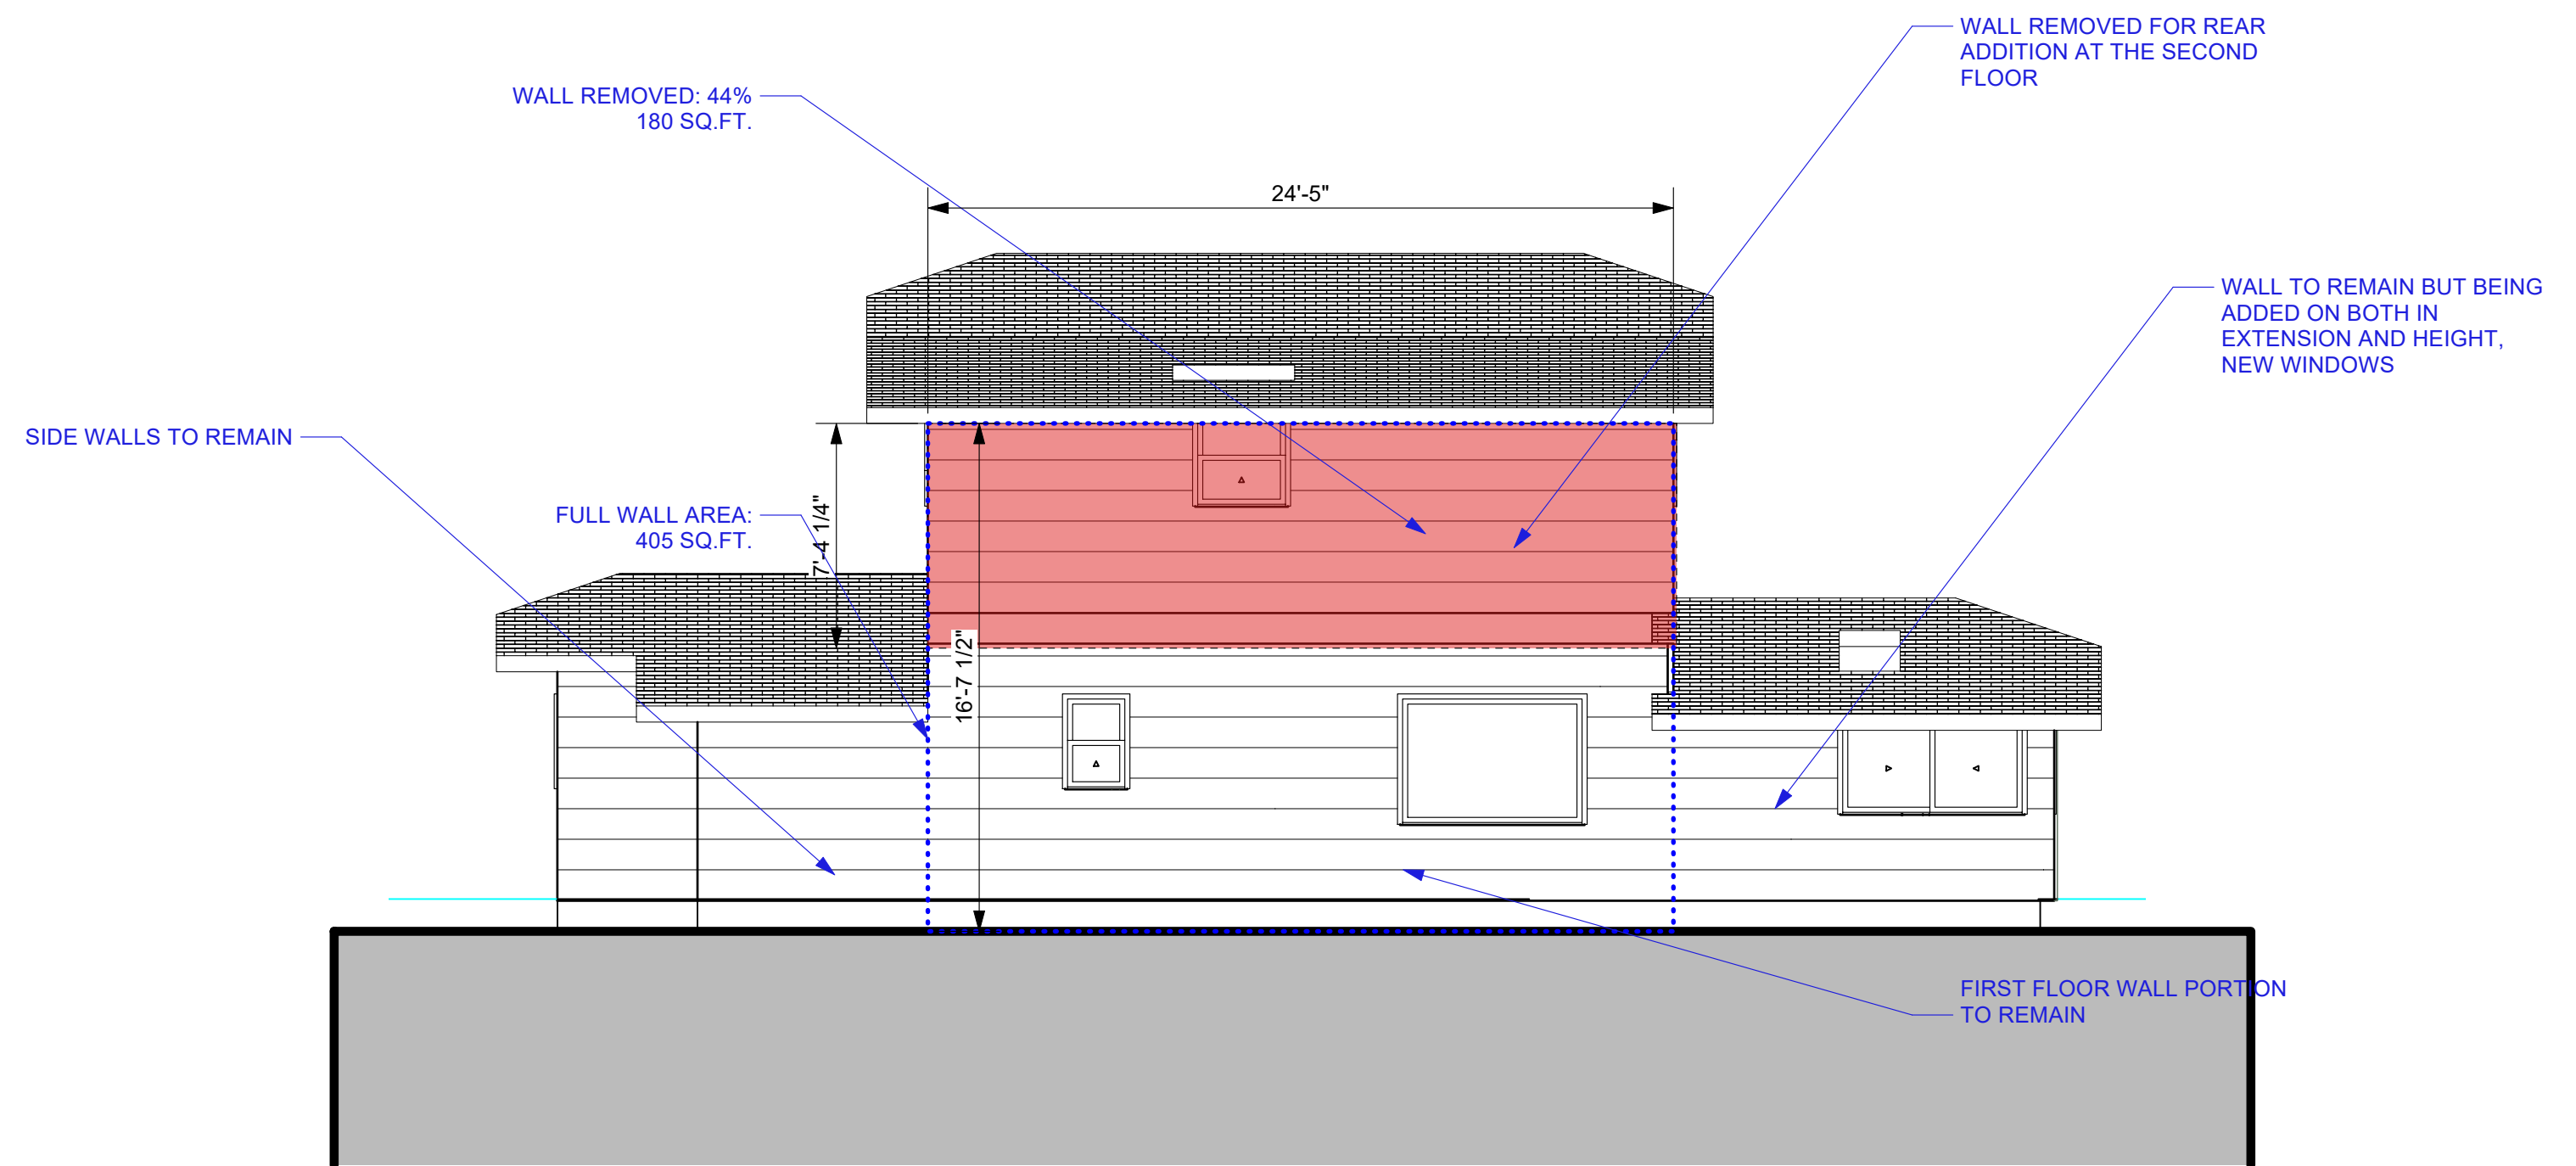 WALL REMOVED FOR REAR
ADDITION AT THE SECOND
FLOOR
WALL REMOVED: 44%
180 SQ.FT.
24'-5"
WALL TO REMAIN BUT BEING
ADDED ON BOTH IN
EXTENSION AND HEIGHT,
NEW WINDOWS
SIDE WALLS TO REMAIN
FULL WALL AREA:
405 SQ.FT.
7'-4 1/4"
16'-7 1/2"
FIRST FLOOR WALL PORTION
TO REMAIN